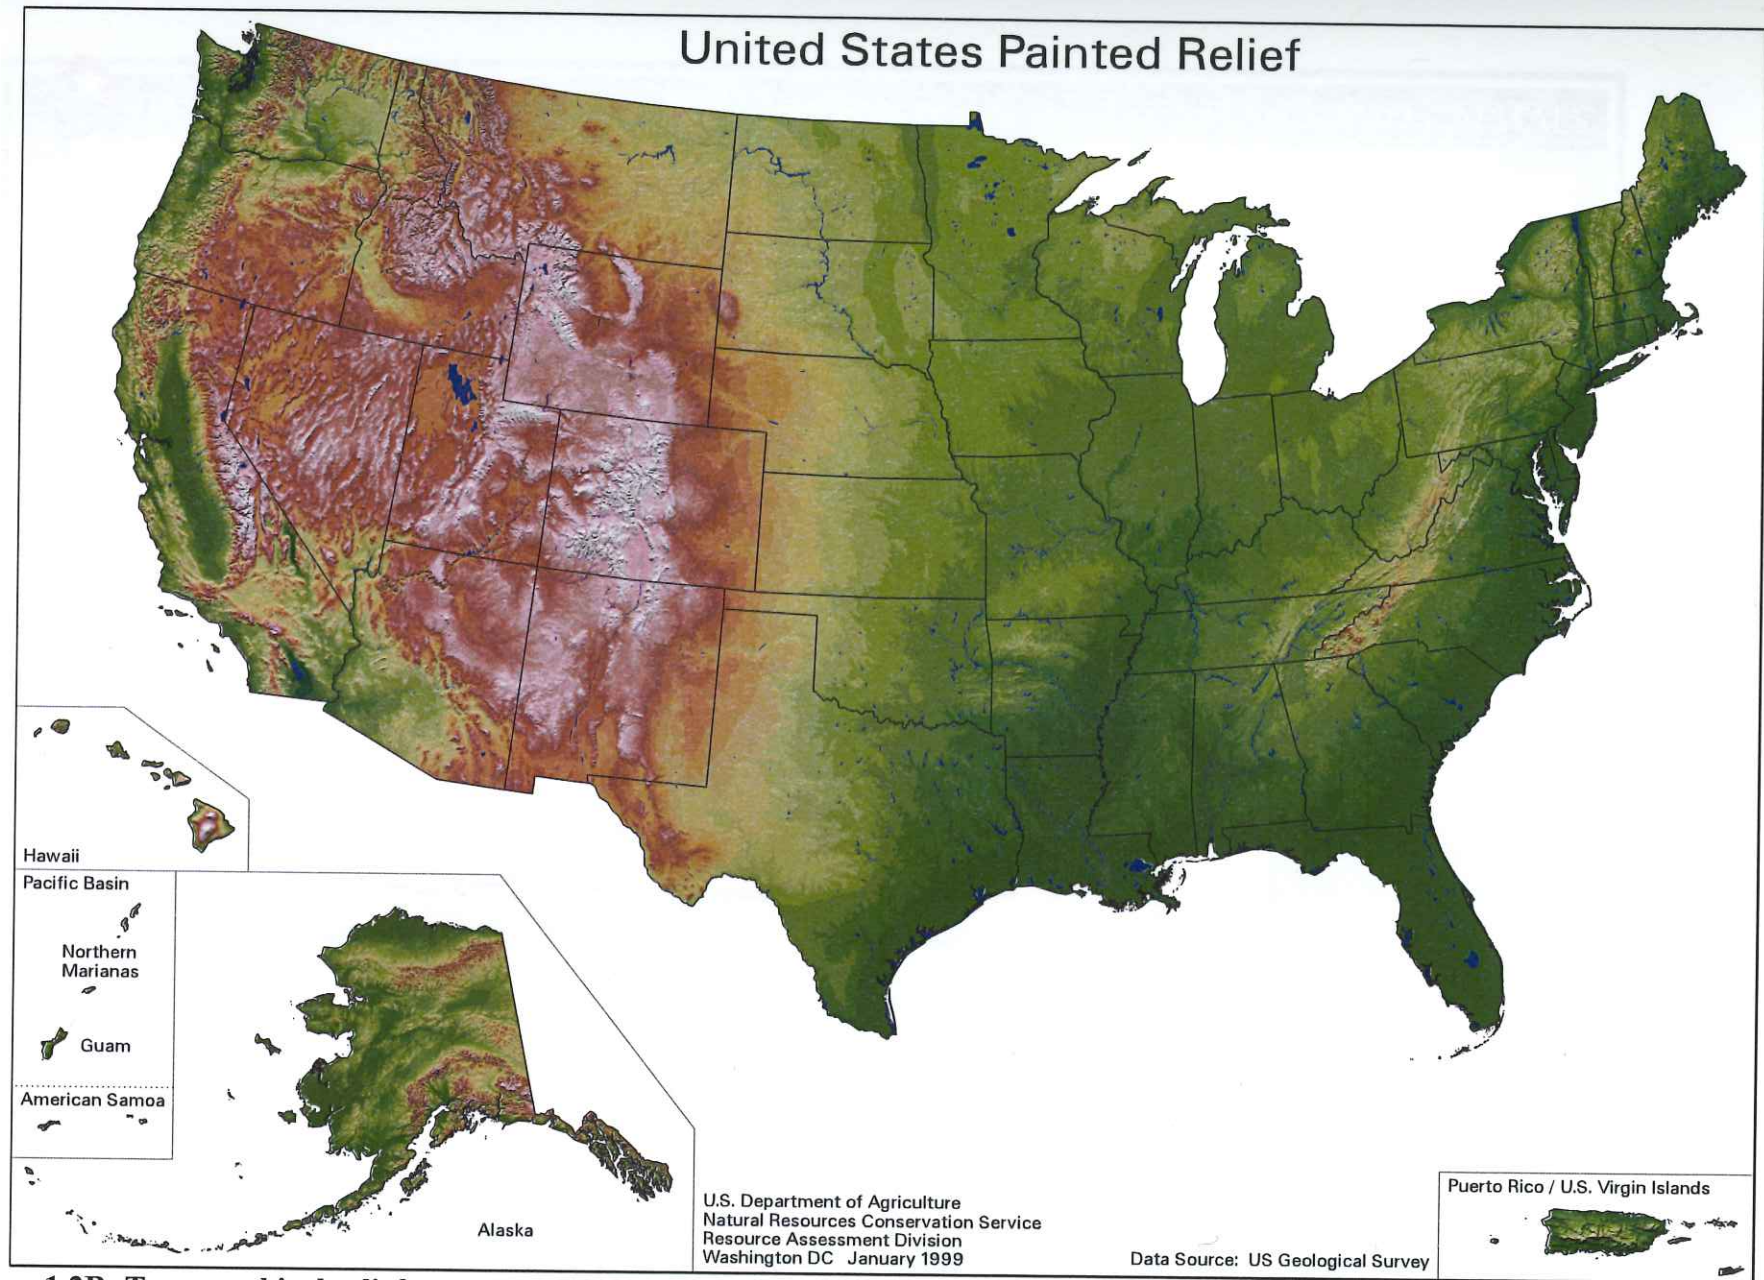 United States Painted Relief
Hawaii
Pacific Basin
Northern
Marianas
Guam
American Samoa
Alaska
U.S. Department of Agriculture
Natural Resources Conservation Service
Resource Assessment Division
Washington DC January 1999
Data Source: US Geological Survey
Puerto Rico / U.S. Virgin Islands